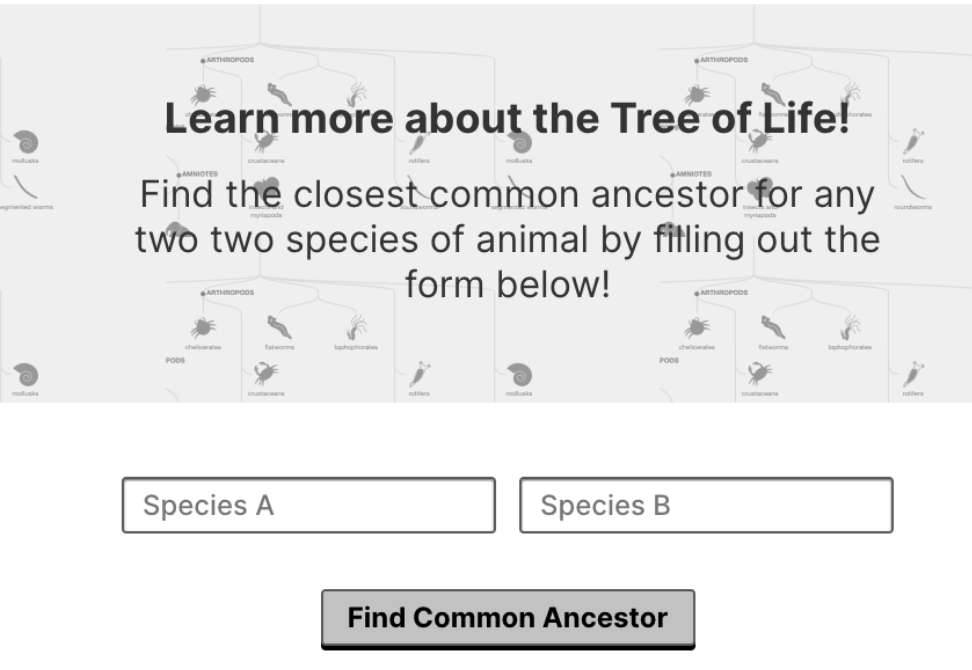 ARTHROPODS ARTHROPODS
Learn more about the Tree of Life!
mollusks crustaceans rotifers mollusks crustaceans rotifers
AMNIOTES AMNIOTES
Find the closest common ancestor for any
segmented worms myriapods myriapods roundworms
two two species of animal by filling out the
form below!
ARTHROPODS ARTHROPODS
chelicerates flatworms lophophorates chelicerates flatworms lophophorates
PODS PODS
mollusks crustaceans rotifers mollusks crustaceans rotifers
Species A Species B
Find Common Ancestor